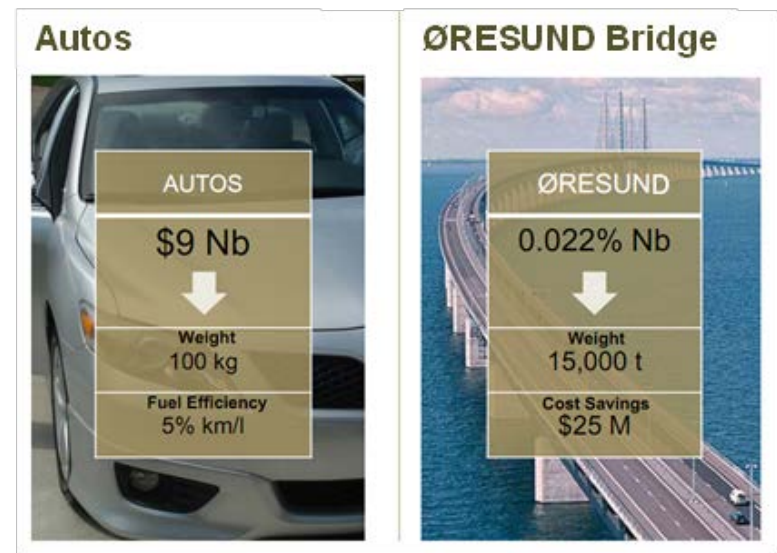 Autos
AUTOS
$9 Nb
Weight
100 kg
Fuel Efficiency
5% km/l
ØRESUND Bridge
ØRESUND
0.022% Nb
Weight
15,000 t
Cost Savings
$25 M